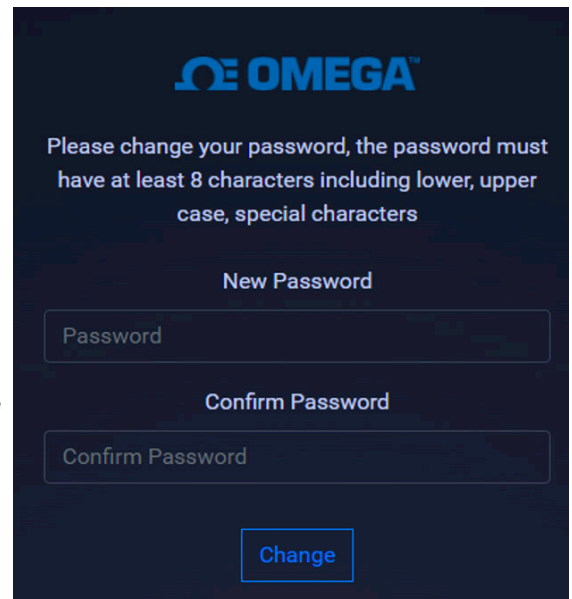 OMEGA™
Please change your password, the password must
have at least 8 characters including lower, upper
case, special characters
New Password
Password
Confirm Password
Confirm Password
Change